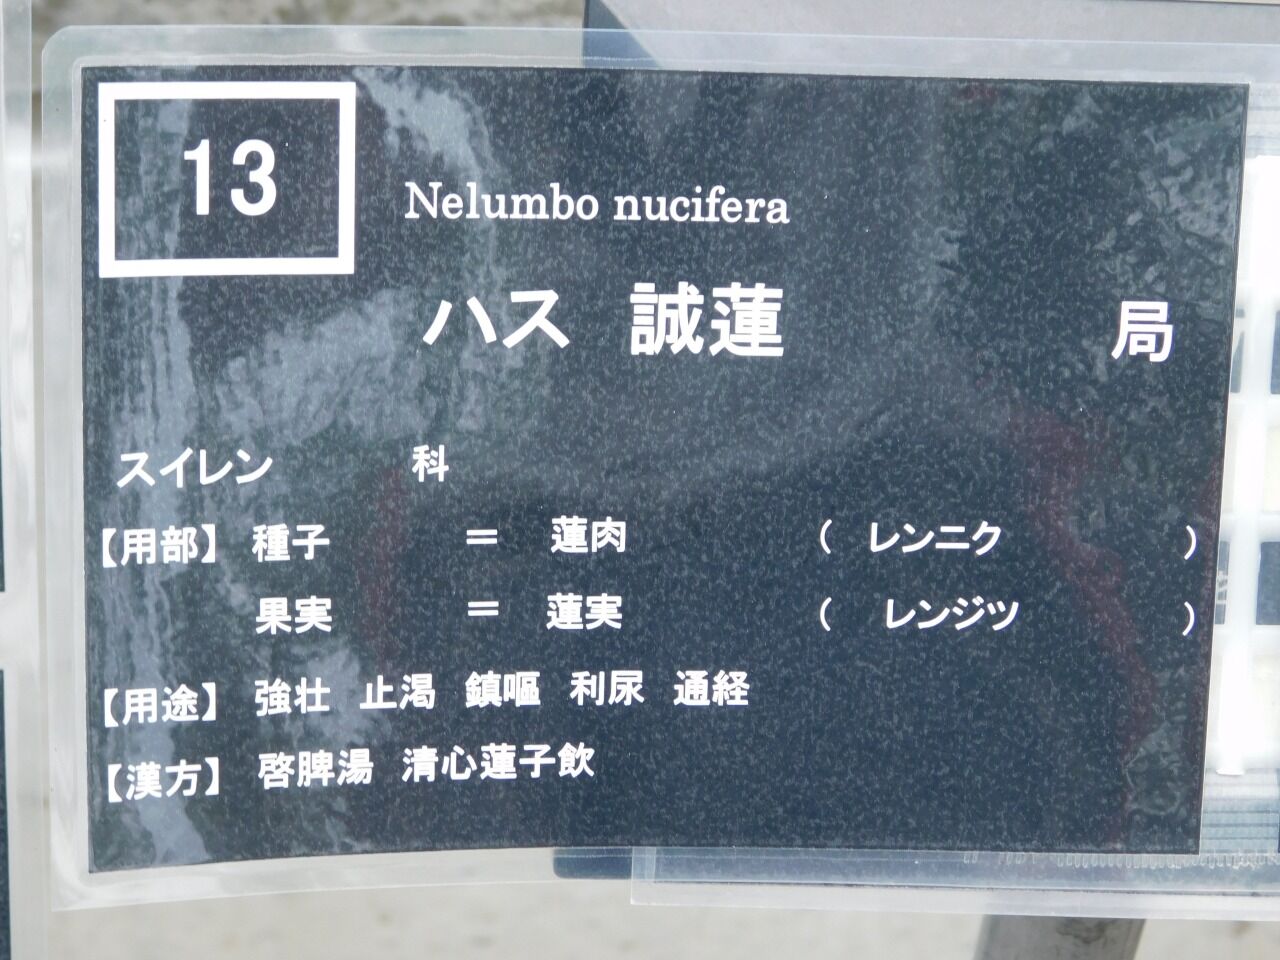 13
Nelumbo nucifera
ハス 誠蓮 局
スイレン 科
【用部】 種子 ＝ 蓮肉 （ レンニク ）
果実 ＝ 蓮実 （ レンジツ ）
【用途】 強壮 止渇 鎮嘔 利尿 通経
【漢方】 啓脾湯 清心蓮子飲